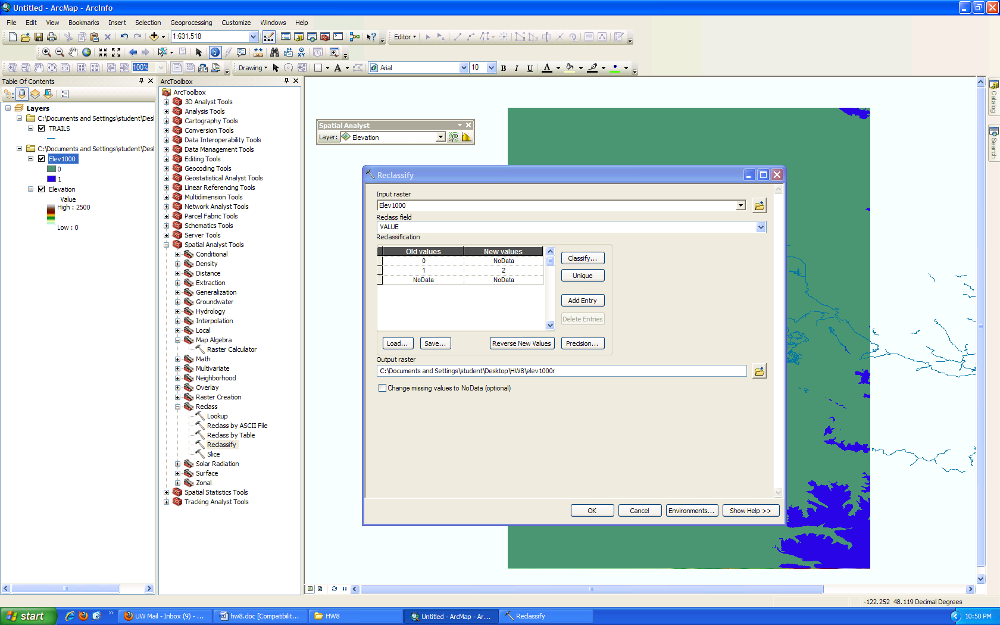 Untitled - ArcMap - ArcInfo
File Edit View Bookmarks Insert Selection Geoprocessing Customize Windows Help
1:631,518
Editor
100%
Drawing
Arial
10
B I U A
Table Of Contents
Layers
C:\Documents and Settings\student\Desl
TRAILS
C:\Documents and Settings\student\Desl
Elev1000
0
1
Elevation
Value
High : 2500
Low : 0
ArcToolbox
ArcToolbox
3D Analyst Tools
Analysis Tools
Cartography Tools
Conversion Tools
Data Interoperability Tools
Data Management Tools
Editing Tools
Geocoding Tools
Geostatistical Analyst Tools
Linear Referencing Tools
Multidimension Tools
Network Analyst Tools
Parcel Fabric Tools
Schematics Tools
Server Tools
Spatial Analyst Tools
Conditional
Density
Distance
Extraction
Generalization
Groundwater
Hydrology
Interpolation
Local
Map Algebra
Raster Calculator
Math
Multivariate
Neighborhood
Overlay
Raster Creation
Reclass
Lookup
Reclass by ASCII File
Reclass by Table
Reclassify
Slice
Solar Radiation
Surface
Zonal
Spatial Statistics Tools
Tracking Analyst Tools
Spatial Analyst
Layer: Elevation
Reclassify
Input raster
Elev1000
Reclass field
VALUE
Reclassification
Old values New values
0 NoData
1 2
NoData NoData
Classify...
Unique
Add Entry
Delete Entries
Load... Save... Reverse New Values Precision...
Output raster
C:\Documents and Settings\student\Desktop\HW8\elev1000r
Change missing values to NoData (optional)
OK Cancel Environments... Show Help >>
Catalog
Search
-122.252 48.119 Decimal Degrees
start
UW Mail - Inbox (9) - ...
hw8.doc [Compatibilit...
HW8
Untitled - ArcMap - Ar...
Reclassify
10:50 PM